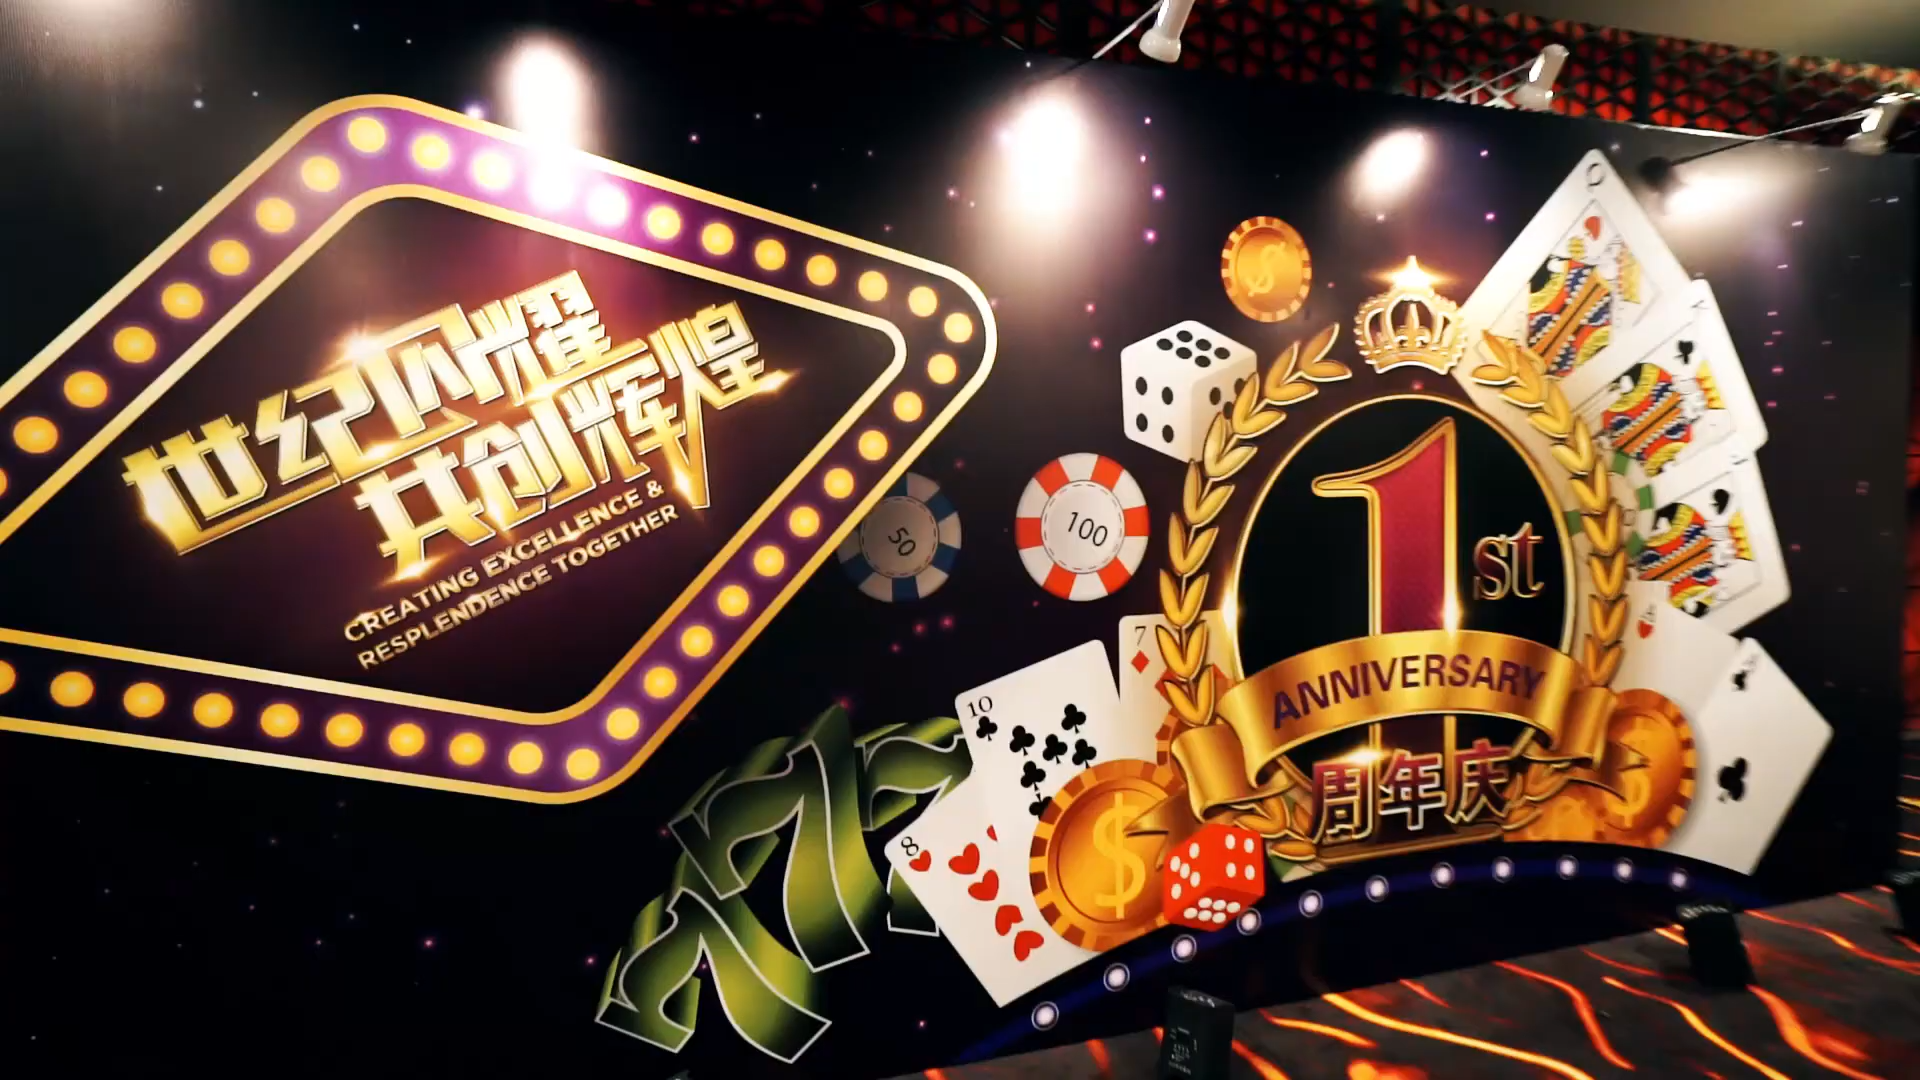 世纪闪耀
共创辉煌
CREATING EXCELLENCE &
RESPLENDENCE TOGETHER
50
100
1st
ANNIVERSARY
周年庆
777
10
7
8
Q
$
$
$